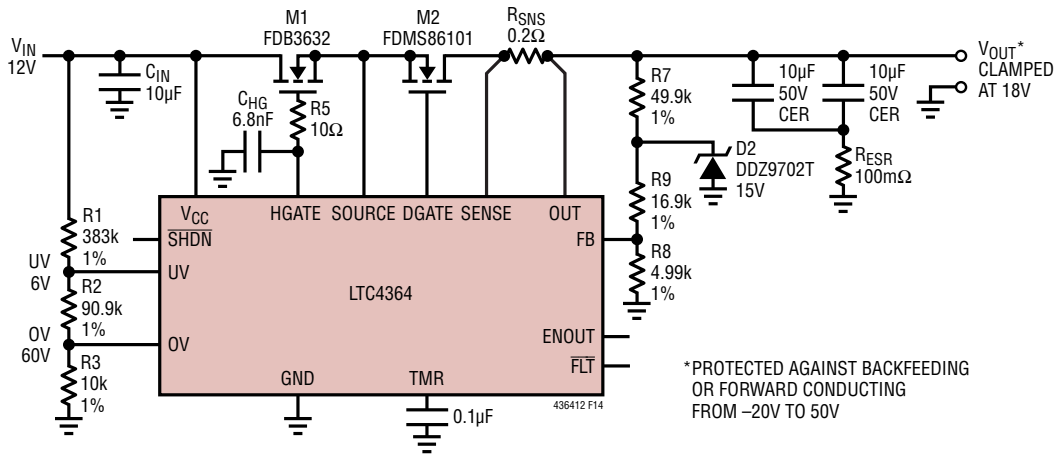 M1
FDB3632
M2
FDMS86101
RSNS
0.2Ω
VIN
12V
CIN
10µF
CHG
6.8nF
R5
10Ω
R7
49.9k
1%
10µF
50V
CER
10µF
50V
CER
VOUT*
CLAMPED
AT 18V
D2
DDZ9702T
15V
RESR
100mΩ
R1
383k
1%
VCC
HGATE
SOURCE
DGATE
SENSE
OUT
SHDN
R9
16.9k
1%
FB
UV
6V
UV
R8
4.99k
1%
R2
90.9k
1%
LTC4364
OV
60V
OV
ENOUT
FLT
R3
10k
1%
GND
TMR
436412 F14
0.1µF
*PROTECTED AGAINST BACKFEEDING
OR FORWARD CONDUCTING
FROM –20V TO 50V